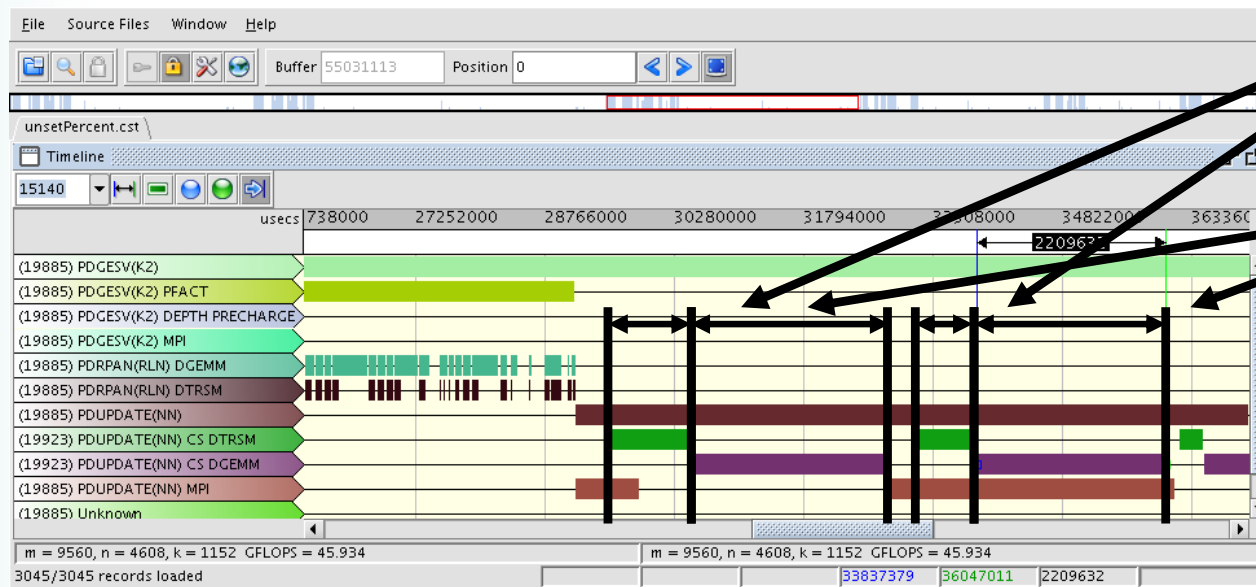 File Source Files Window Help
Buffer 55031113 Position 0
unsetPercent.cst
Timeline
15140
usecs 738000 27252000 28766000 30280000 31794000 33308000 34822000 363360
2209632
(19885) PDGESV(K2)
(19885) PDGESV(K2) PFACT
(19885) PDGESV(K2) DEPTH PRECHARGE
(19885) PDGESV(K2) MPI
(19885) PDRPAN(RLN) DGEMM
(19885) PDRPAN(RLN) DTRSM
(19885) PDUPDATE(NN)
(19923) PDUPDATE(NN) CS DTRSM
(19923) PDUPDATE(NN) CS DGEMM
(19885) PDUPDATE(NN) MPI
(19885) Unknown
m = 9560, n = 4608, k = 1152 GFLOPS = 45.934 m = 9560, n = 4608, k = 1152 GFLOPS = 45.934
3045/3045 records loaded 33837379 36047011 2209632